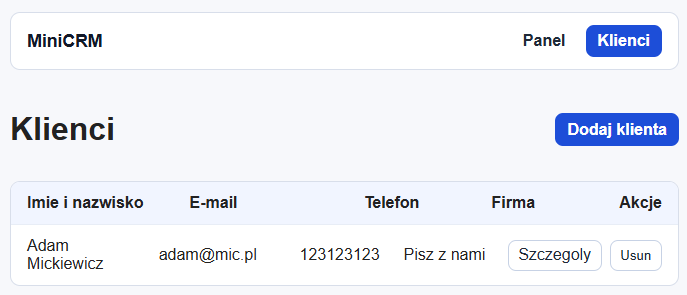 MiniCRM Panel Klienci
Klienci Dodaj klienta
Imie i nazwisko E-mail Telefon Firma Akcje
Adam
Mickiewicz adam@mic.pl 123123123 Pisz z nami Szczegoly Usun